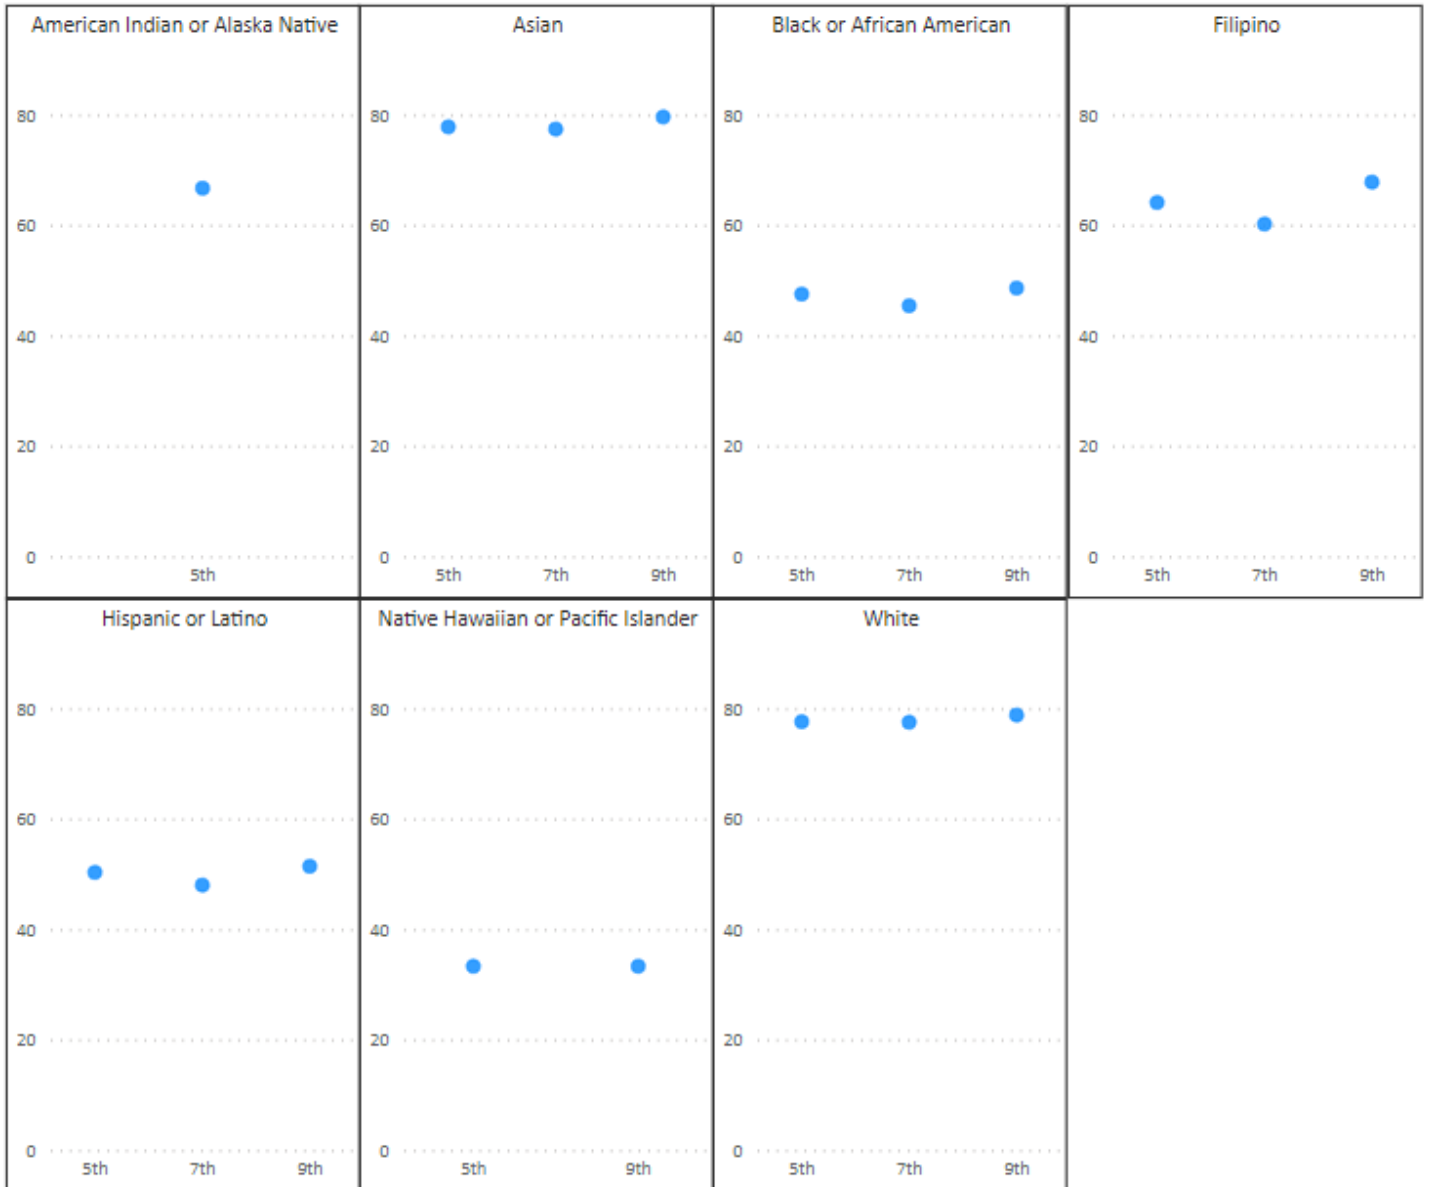 American Indian or Alaska Native
80
60
40
20
0
5th
Asian
80
60
40
20
0
5th 7th 9th
Black or African American
80
60
40
20
0
5th 7th 9th
Filipino
80
60
40
20
0
5th 7th 9th
Hispanic or Latino
80
60
40
20
0
5th 7th 9th
Native Hawaiian or Pacific Islander
80
60
40
20
0
5th 9th
White
80
60
40
20
0
5th 7th 9th